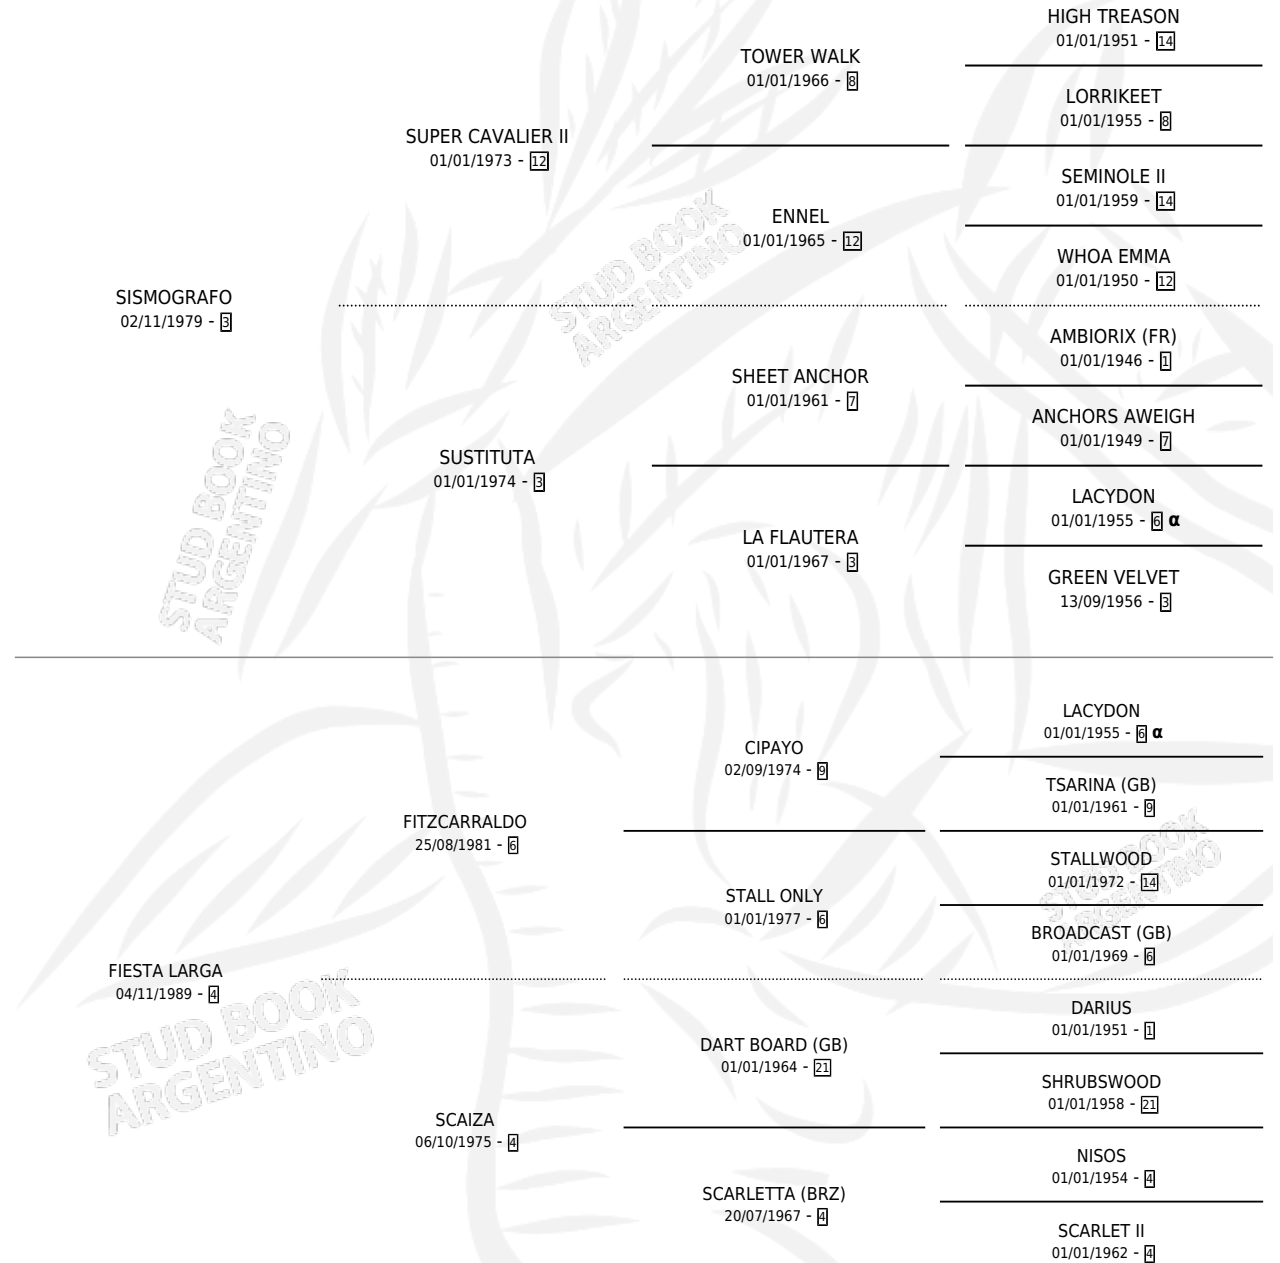 HIGH TREASON
01/01/1951 - 14
TOWER WALK
01/01/1966 - 8
LORRIKEET
01/01/1955 - 8
SUPER CAVALIER II
01/01/1973 - 12
SEMINOLE II
01/01/1959 - 14
ENNEL
01/01/1965 - 12
WHOA EMMA
01/01/1950 - 12
STUD BOOK
ARGENTINO
SISMOGRAFO
02/11/1979 - 3
AMBIORIX (FR)
01/01/1946 - 1
SHEET ANCHOR
01/01/1961 - 7
ANCHORS AWEIGH
01/01/1949 - 7
SUSTITUTA
01/01/1974 - 3
LACYDON
01/01/1955 - 6 α
LA FLAUTERA
01/01/1967 - 3
GREEN VELVET
13/09/1956 - 3
STUD BOOK
ARGENTINO
LACYDON
01/01/1955 - 6 α
CIPAYO
02/09/1974 - 9
TSARINA (GB)
01/01/1961 - 9
FITZCARRALDO
25/08/1981 - 6
STALLWOOD
01/01/1972 - 14
STALL ONLY
01/01/1977 - 6
BROADCAST (GB)
01/01/1969 - 6
STUD BOOK
ARGENTINO
FIESTA LARGA
04/11/1989 - 4
STUD BOOK
ARGENTINO
DARIUS
01/01/1951 - 1
DART BOARD (GB)
01/01/1964 - 21
SHRUBSWOOD
01/01/1958 - 21
SCAIZA
06/10/1975 - 4
NISOS
01/01/1954 - 4
SCARLETTA (BRZ)
20/07/1967 - 4
SCARLET II
01/01/1962 - 4